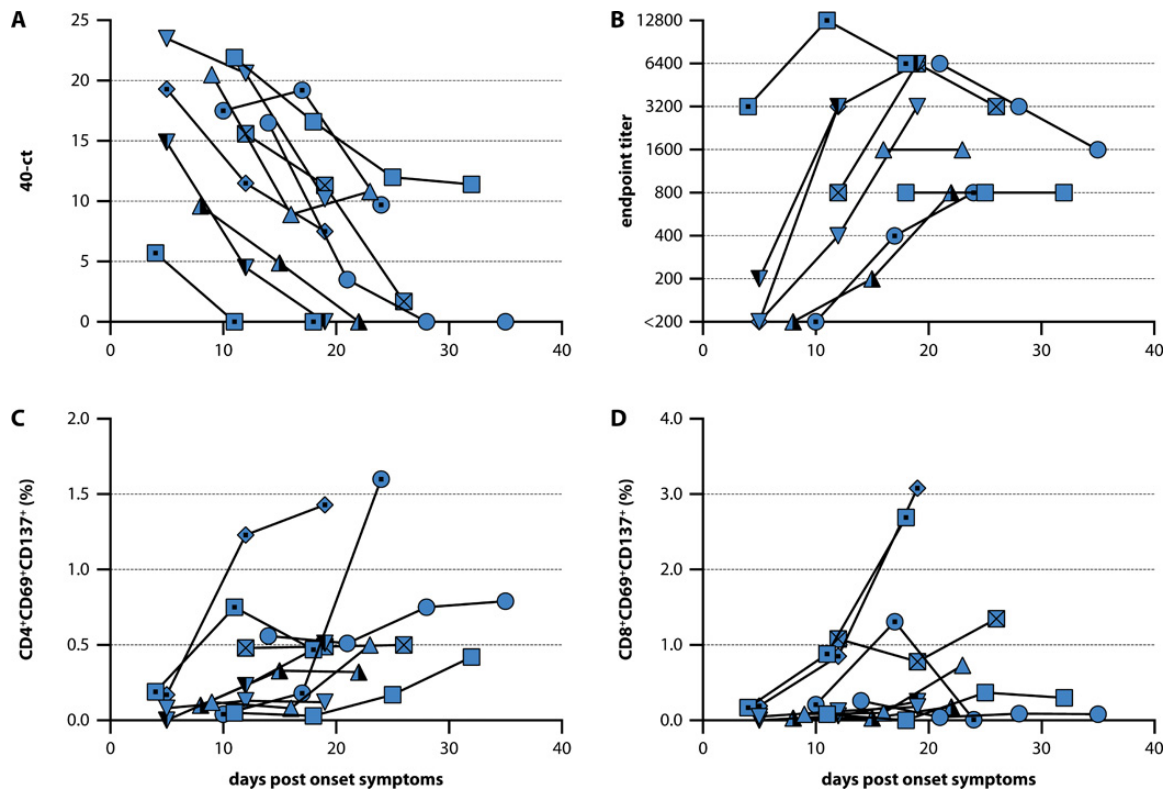 A
25
20
15
10
5
0
40-ct
0 10 20 30 40
B
12800
6400
3200
1600
800
400
200
<200
endpoint titer
0 10 20 30 40
C
2.0
1.5
1.0
0.5
0.0
CD4⁺CD69⁺CD137⁺ (%)
0 10 20 30 40
days post onset symptoms
D
4.0
3.0
2.0
1.0
0.0
CD8⁺CD69⁺CD137⁺ (%)
0 10 20 30 40
days post onset symptoms